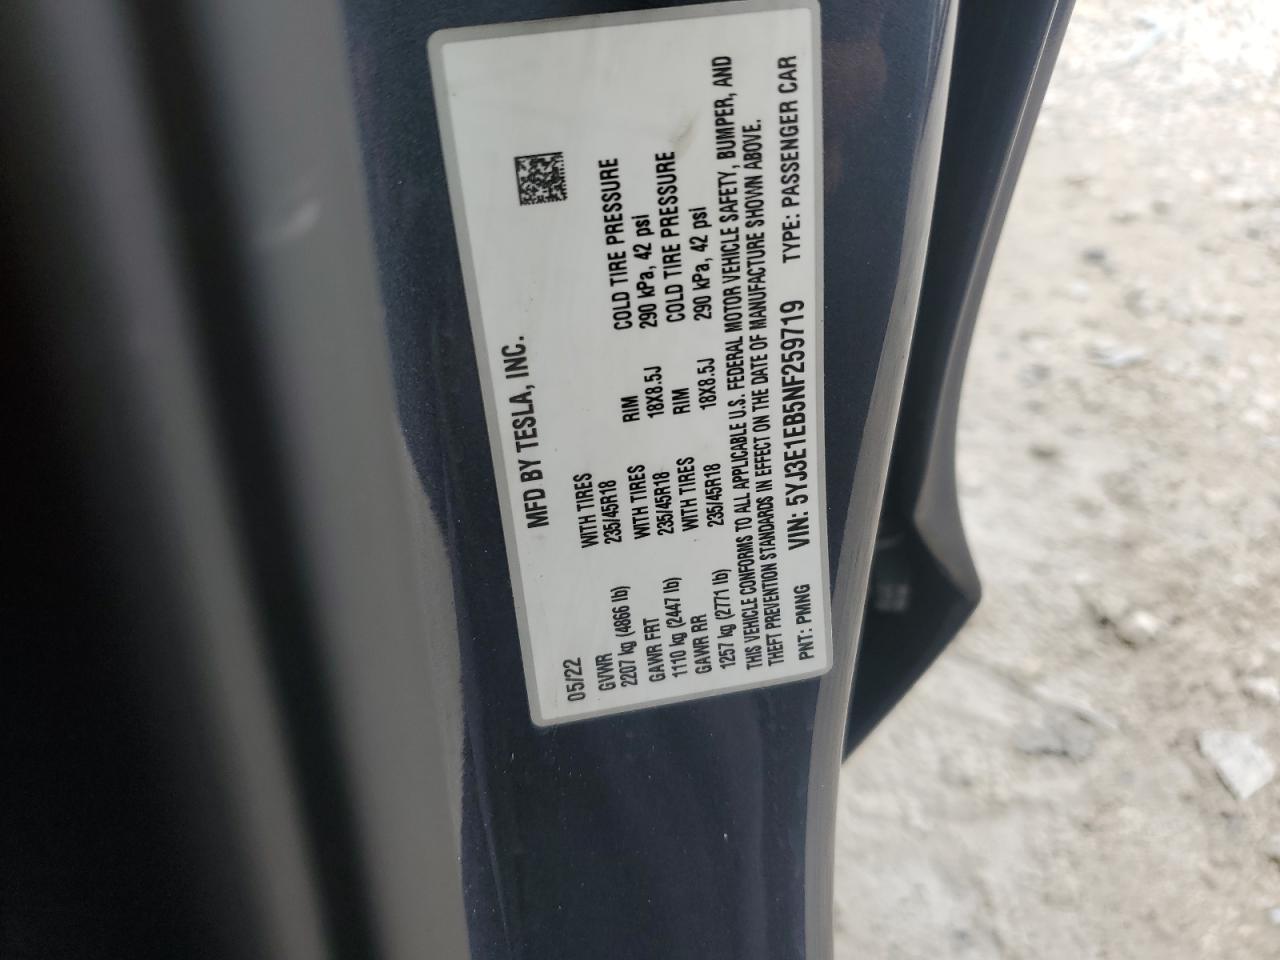 MFD BY TESLA, INC.
05/22
WITH TIRES
235/45R18
GVWR
2207 kg (4866 lb)
WITH TIRES
235/45R18
RIM
18X8.5J
COLD TIRE PRESSURE
290 kPa, 42 psi
GAWR FRT
1110 kg (2447 lb)
WITH TIRES
235/45R18
RIM
18X8.5J
COLD TIRE PRESSURE
290 kPa, 42 psi
GAWR RR
1257 kg (2771 lb)
THIS VEHICLE CONFORMS TO ALL APPLICABLE U.S. FEDERAL MOTOR VEHICLE SAFETY, BUMPER, AND
THEFT PREVENTION STANDARDS IN EFFECT ON THE DATE OF MANUFACTURE SHOWN ABOVE.
PNT: PMNG VIN: 5YJ3E1EB5NF259719 TYPE: PASSENGER CAR